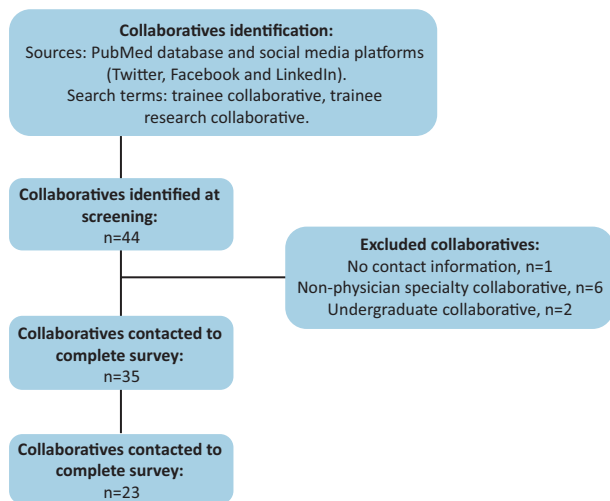 Collaboratives identification:
Sources: PubMed database and social media platforms
(Twitter, Facebook and LinkedIn).
Search terms: trainee collaborative, trainee
research collaborative.
Collaboratives identified at
screening:
n=44
Excluded collaboratives:
No contact information, n=1
Non-physician specialty collaborative, n=6
Undergraduate collaborative, n=2
Collaboratives contacted to
complete survey:
n=35
Collaboratives contacted to
complete survey:
n=23